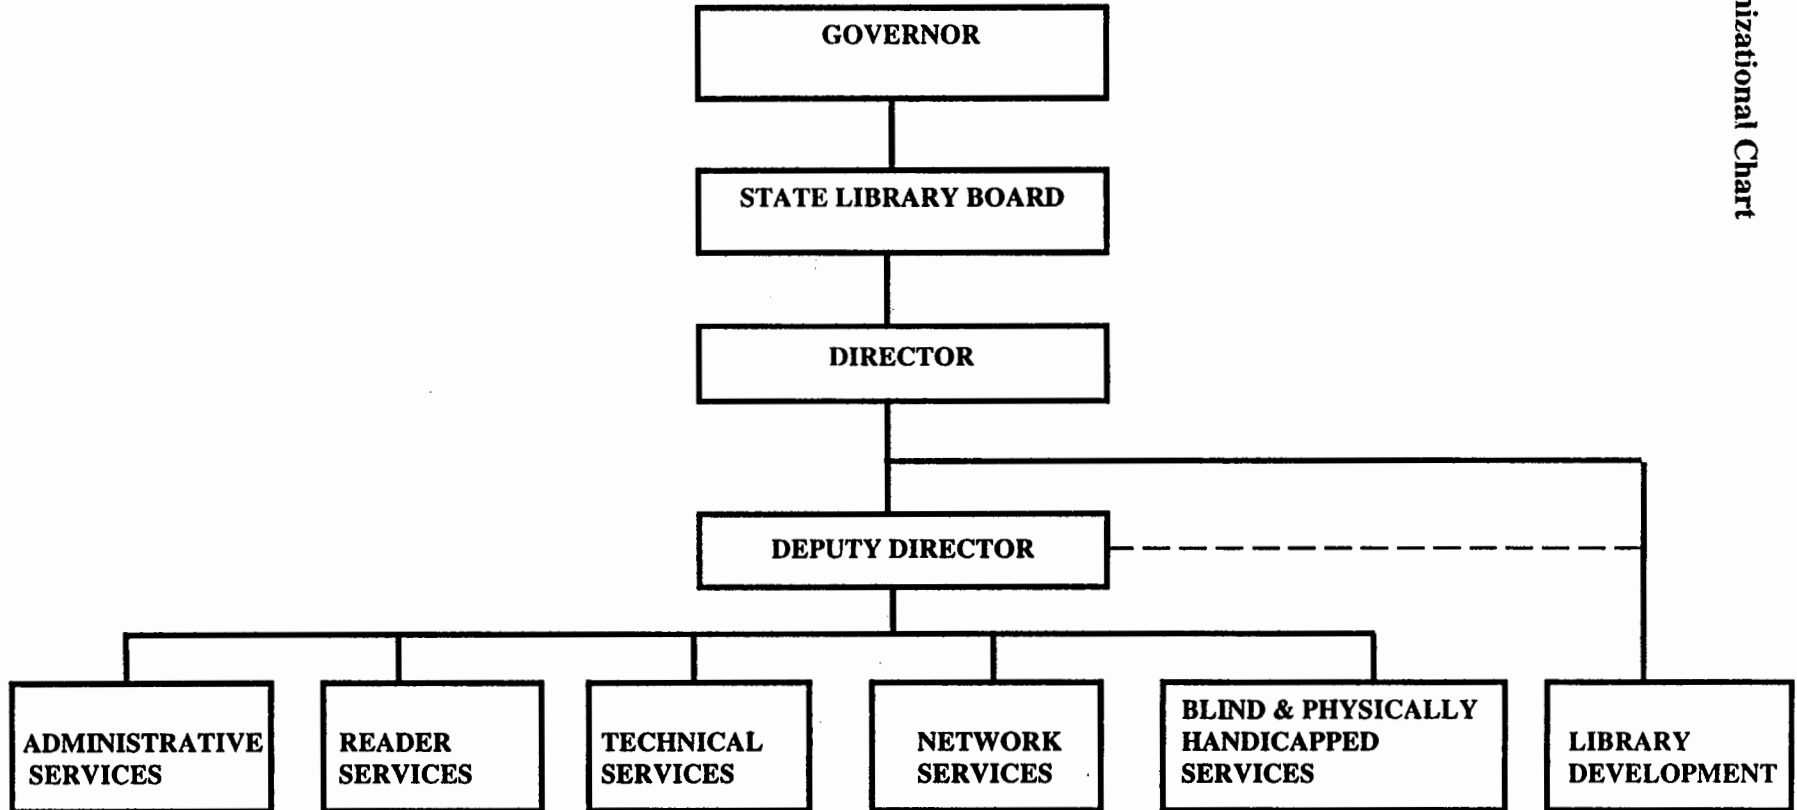 GOVERNOR
STATE LIBRARY BOARD
DIRECTOR
DEPUTY DIRECTOR
ADMINISTRATIVE
SERVICES
READER
SERVICES
TECHNICAL
SERVICES
NETWORK
SERVICES
BLIND & PHYSICALLY
HANDICAPPED
SERVICES
LIBRARY
DEVELOPMENT
Chart